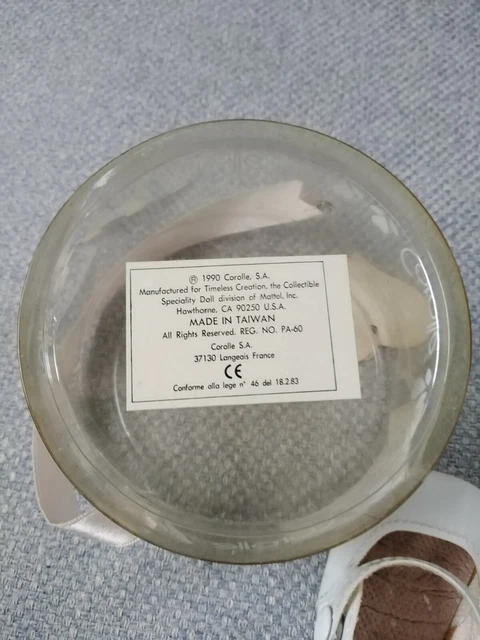 ® 1990 Corolle, S.A.
Manufactured for Timeless Creation, the Collectible
Speciality Doll division of Mattel, Inc.
Hawthorne, CA 90250 U.S.A.
MADE IN TAIWAN
All Rights Reserved. REG. NO. PA-60
Corolle S.A.
37130 Langeais France
CE
Conforme alla lege n° 46 del 18.2.83